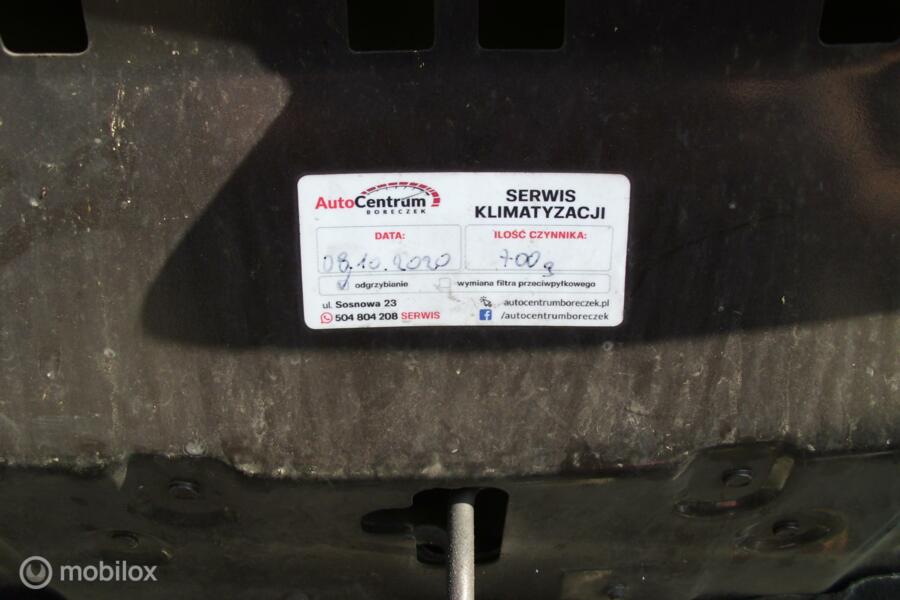 AutoCentrum
BORECZEK
SERWIS
KLIMATYZACJI
DATA:
08.10.2020
ILOŚĆ CZYNNIKA:
700g
odgrzybianie
wymiana filtra przeciwpyłkowego
ul. Sosnowa 23
504 804 208 SERWIS
autocentrumboreczek.pl
/autocentrumboreczek
mobilox